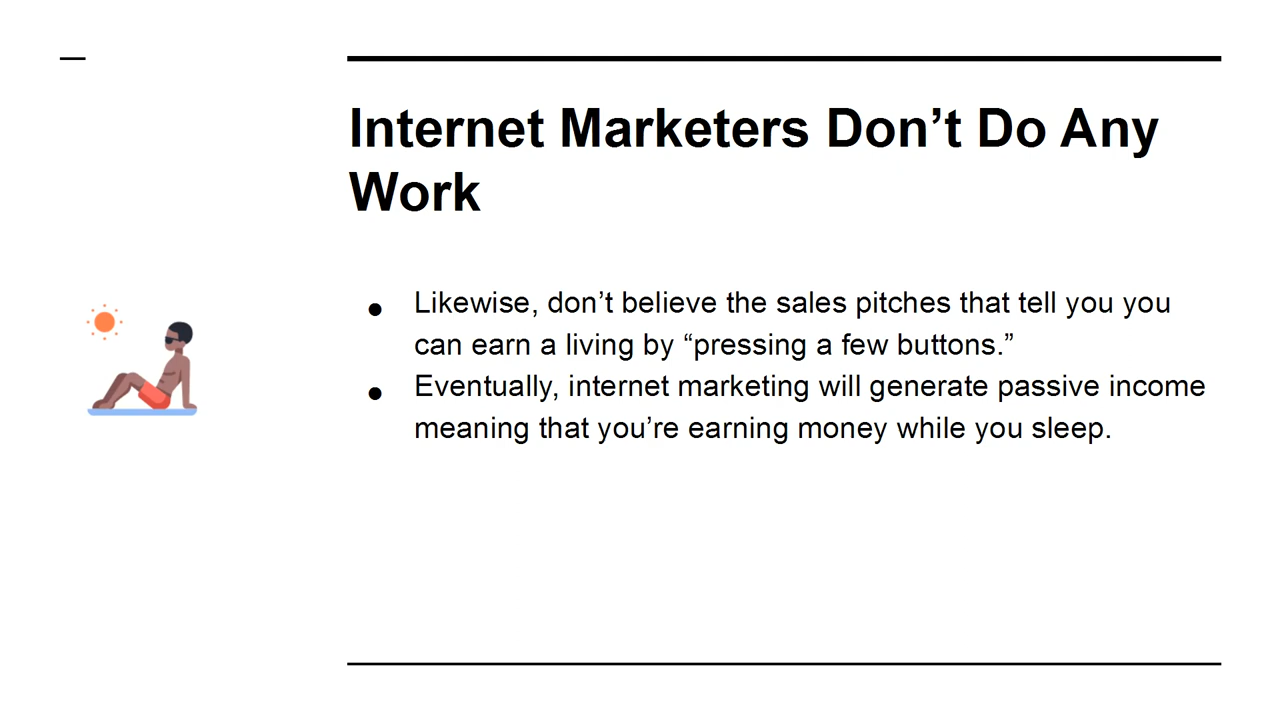 Internet Marketers Don’t Do Any
Work
● Likewise, don’t believe the sales pitches that tell you you
can earn a living by “pressing a few buttons.”
● Eventually, internet marketing will generate passive income
meaning that you’re earning money while you sleep.